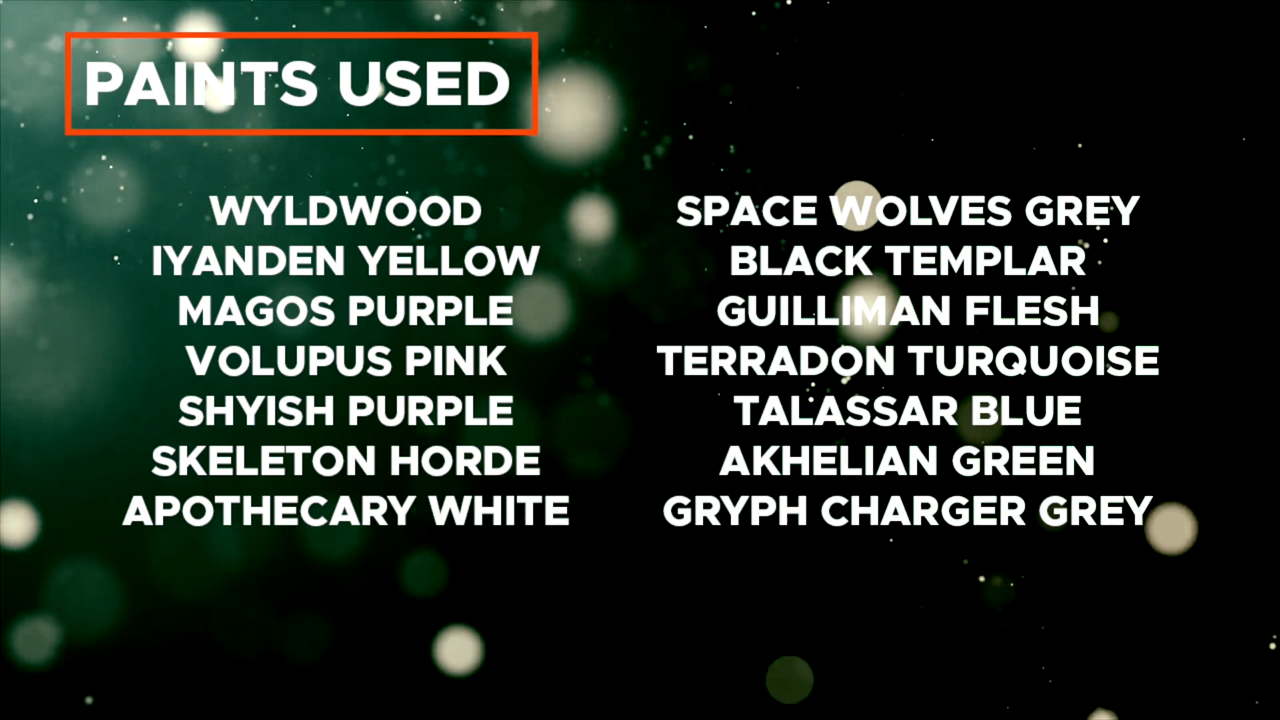 PAINTS USED
WYLDWOOD
IYANDEN YELLOW
MAGOS PURPLE
VOLUPUS PINK
SHYISH PURPLE
SKELETON HORDE
APOTHECARY WHITE
SPACE WOLVES GREY
BLACK TEMPLAR
GUILLIMAN FLESH
TERRADON TURQUOISE
TALASSAR BLUE
AKHELIAN GREEN
GRYPH CHARGER GREY